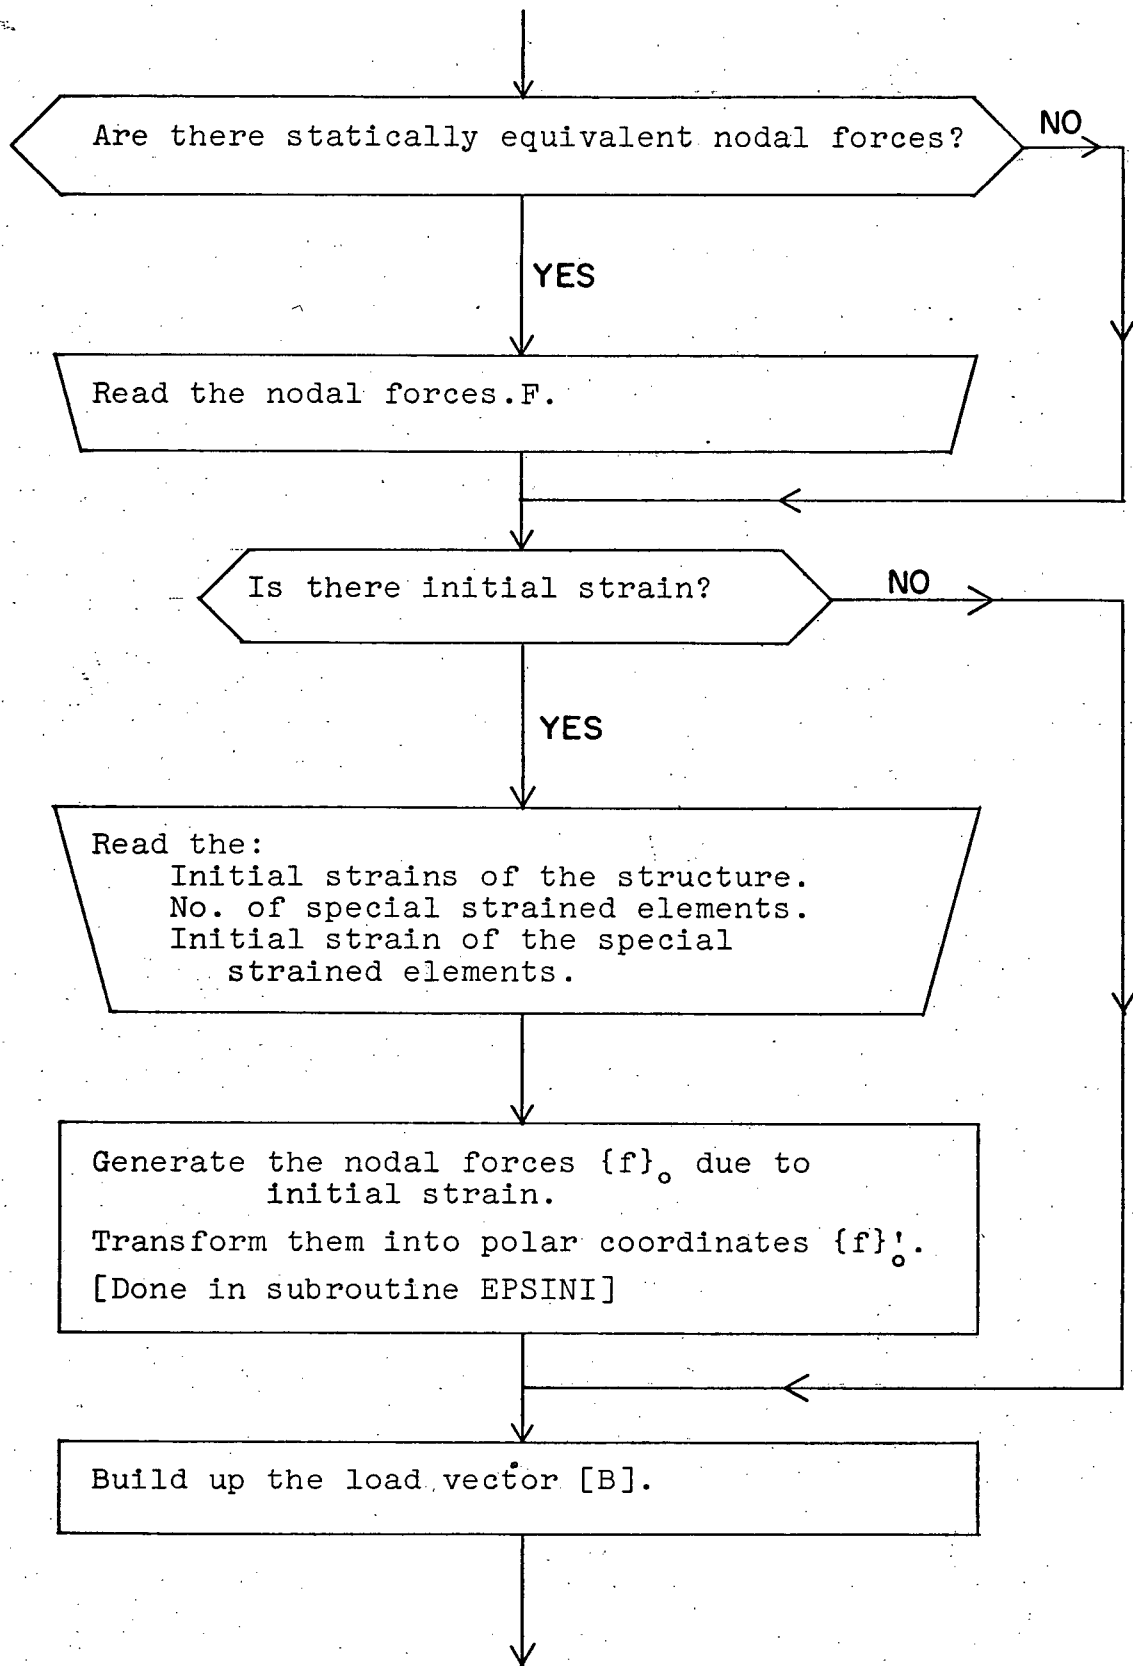 Are there statically equivalent nodal forces?
NO
YES
Read the nodal forces.F.
Is there initial strain?
NO
YES
Read the:
Initial strains of the structure.
No. of special strained elements.
Initial strain of the special
strained elements.
Generate the nodal forces {f}₀ due to
initial strain.
Transform them into polar coordinates {f}₀'.
[Done in subroutine EPSINI]
Build up the load vector [B].